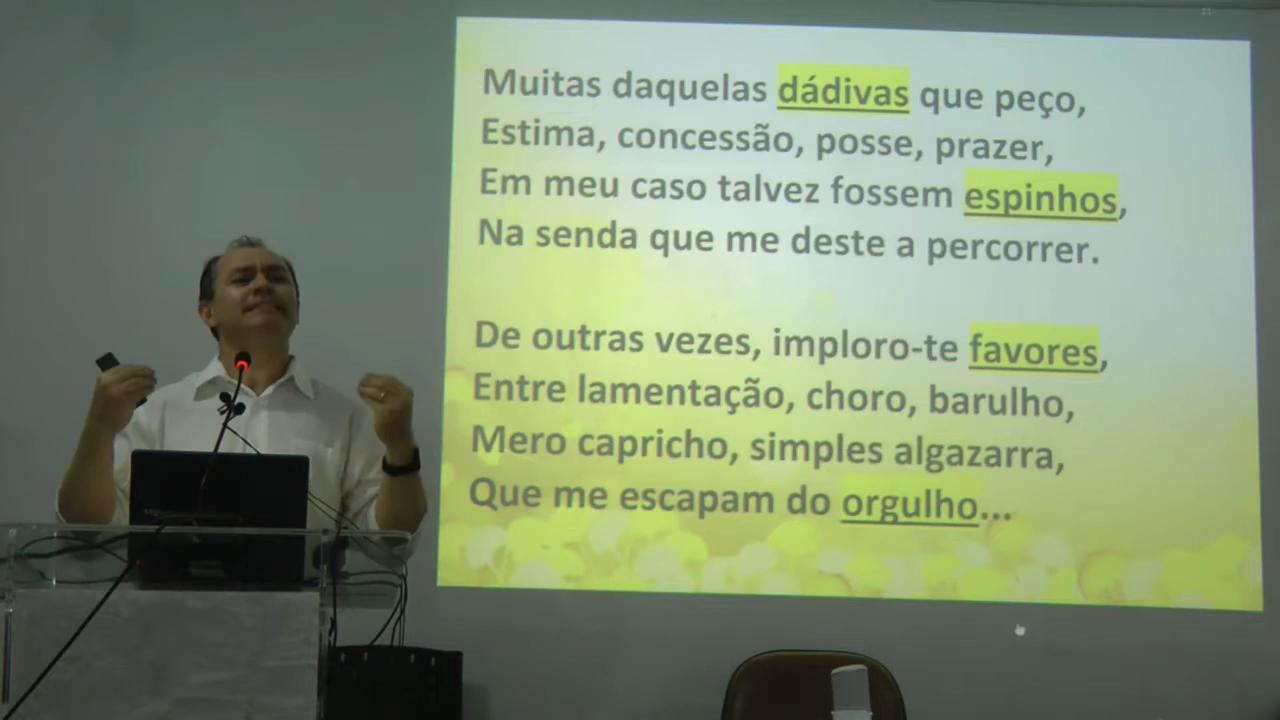 Muitas daquelas dádivas que peço,
Estima, concessão, posse, prazer,
Em meu caso talvez fossem espinhos,
Na senda que me deste a percorrer.
De outras vezes, imploro-te favores,
Entre lamentação, choro, barulho,
Mero capricho, simples algazarra,
Que me escapam do orgulho...